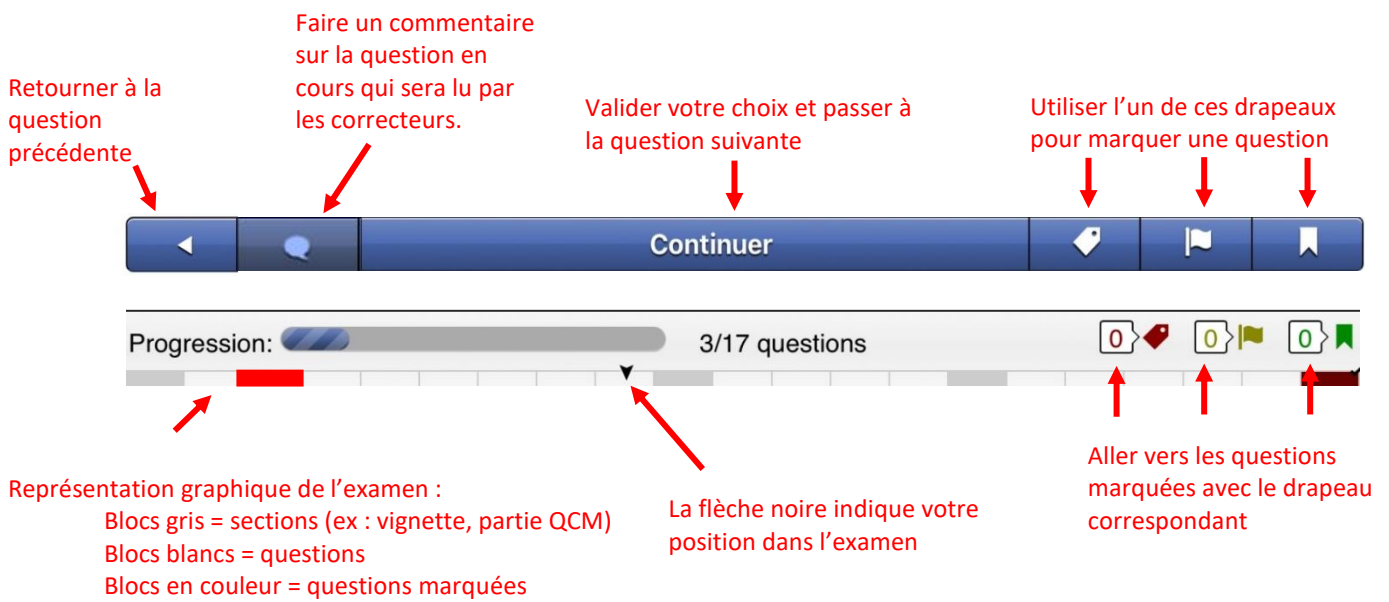 Faire un commentaire
sur la question en
cours qui sera lu par
les correcteurs.
Retourner à la
question
précédente
Valider votre choix et passer à
la question suivante
Utiliser l’un de ces drapeaux
pour marquer une question
Continuer
Progression:
3/17 questions
0
0
0
Représentation graphique de l’examen :
Blocs gris = sections (ex : vignette, partie QCM)
Blocs blancs = questions
Blocs en couleur = questions marquées
La flèche noire indique votre
position dans l’examen
Aller vers les questions
marquées avec le drapeau
correspondant